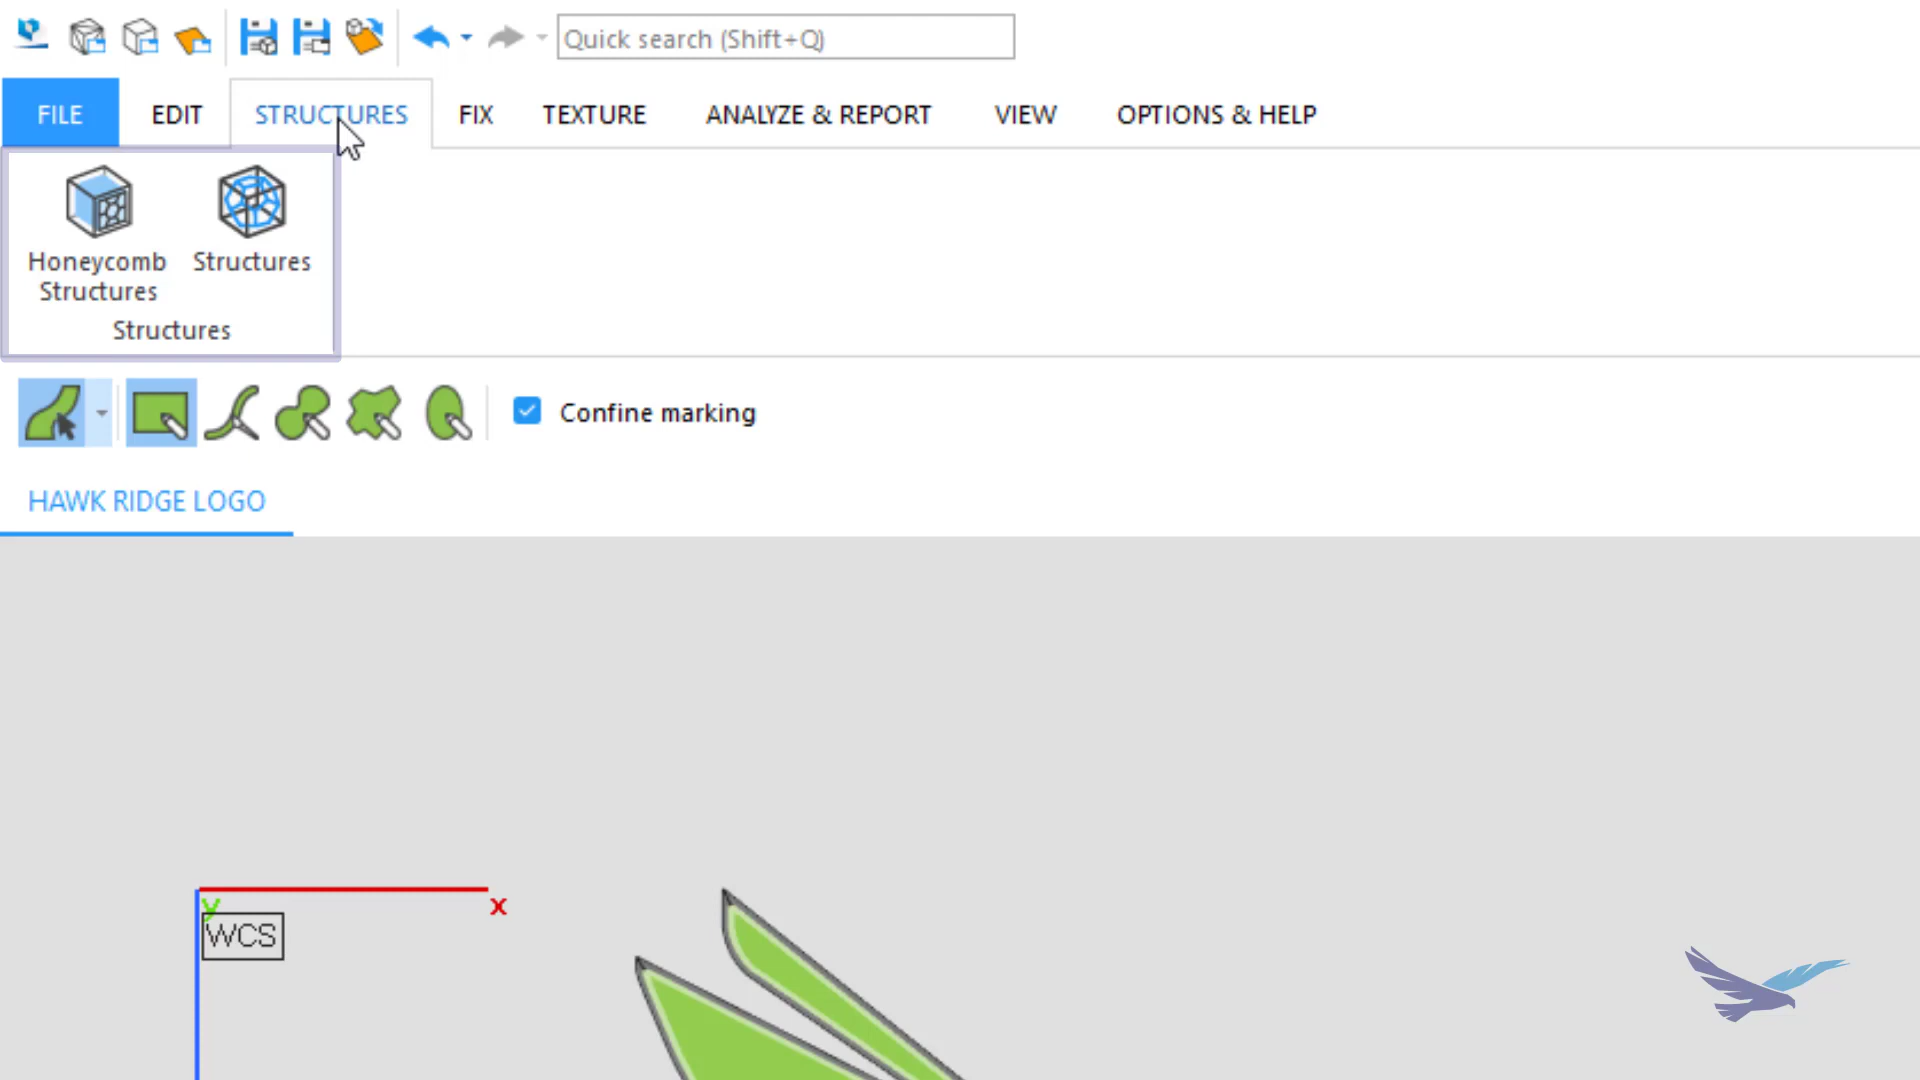 Quick search (Shift+Q)
FILE EDIT STRUCTURES FIX TEXTURE ANALYZE & REPORT VIEW OPTIONS & HELP
Honeycomb Structures
Structures
Structures
Confine marking
HAWK RIDGE LOGO
y
x
WCS